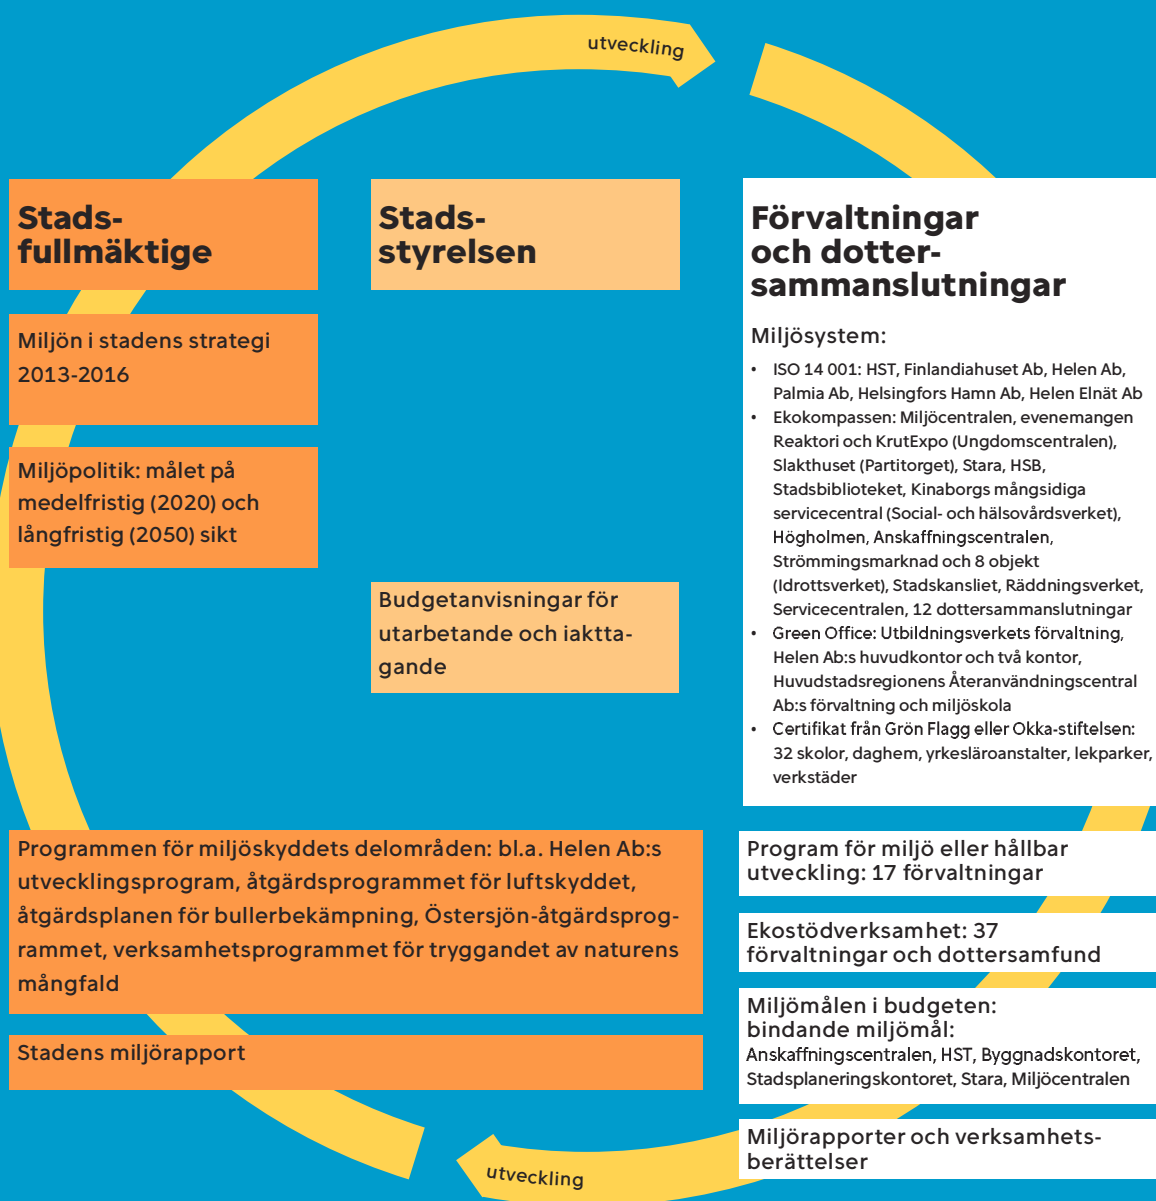 utveckling
Stads-
fullmäktige
Miljön i stadens strategi
2013-2016
Miljöpolitik: målet på
medelfristig (2020) och
långfristig (2050) sikt
Stads-
styrelsen
Budgetanvisningar för
utarbetande och iaktta-
gande
Programmen för miljöskyddets delområden: bl.a. Helen Ab:s
utvecklingsprogram, åtgärdsprogrammet för luftskyddet,
åtgärdsplanen för bullerbekämpning, Östersjön-åtgärdsprog-
rammet, verksamhetsprogrammet för tryggandet av naturens
mångfald
Stadens miljörapport
Förvaltningar
och dotter-
sammanslutningar
Miljösystem:
• ISO 14 001: HST, Finlandiahuset Ab, Helen Ab,
Palmia Ab, Helsingfors Hamn Ab, Helen Elnät Ab
• Ekokompassen: Miljöcentralen, evenemangen
Reaktori och KrutExpo (Ungdomscentralen),
Slakthuset (Partitorget), Stara, HSB,
Stadsbiblioteket, Kinaborgs mångsidiga
servicecentral (Social- och hälsovårdsverket),
Högholmen, Anskaffningscentralen,
Strömmingsmarknad och 8 objekt
(Idrottsverket), Stadskansliet, Räddningsverket,
Servicecentralen, 12 dottersammanslutningar
• Green Office: Utbildningsverkets förvaltning,
Helen Ab:s huvudkontor och två kontor,
Huvudstadsregionens Återanvändningscentral
Ab:s förvaltning och miljöskola
• Certifikat från Grön Flagg eller Okka-stiftelsen:
32 skolor, daghem, yrkesläroanstalter, lekparker,
verkstäder
Program för miljö eller hållbar
utveckling: 17 förvaltningar
Ekostödverksamhet: 37
förvaltningar och dottersamfund
Miljömålen i budgeten:
bindande miljömål:
Anskaffningscentralen, HST, Byggnadskontoret,
Stadsplaneringskontoret, Stara, Miljöcentralen
Miljörapporter och verksamhets-
berättelser
utveckling